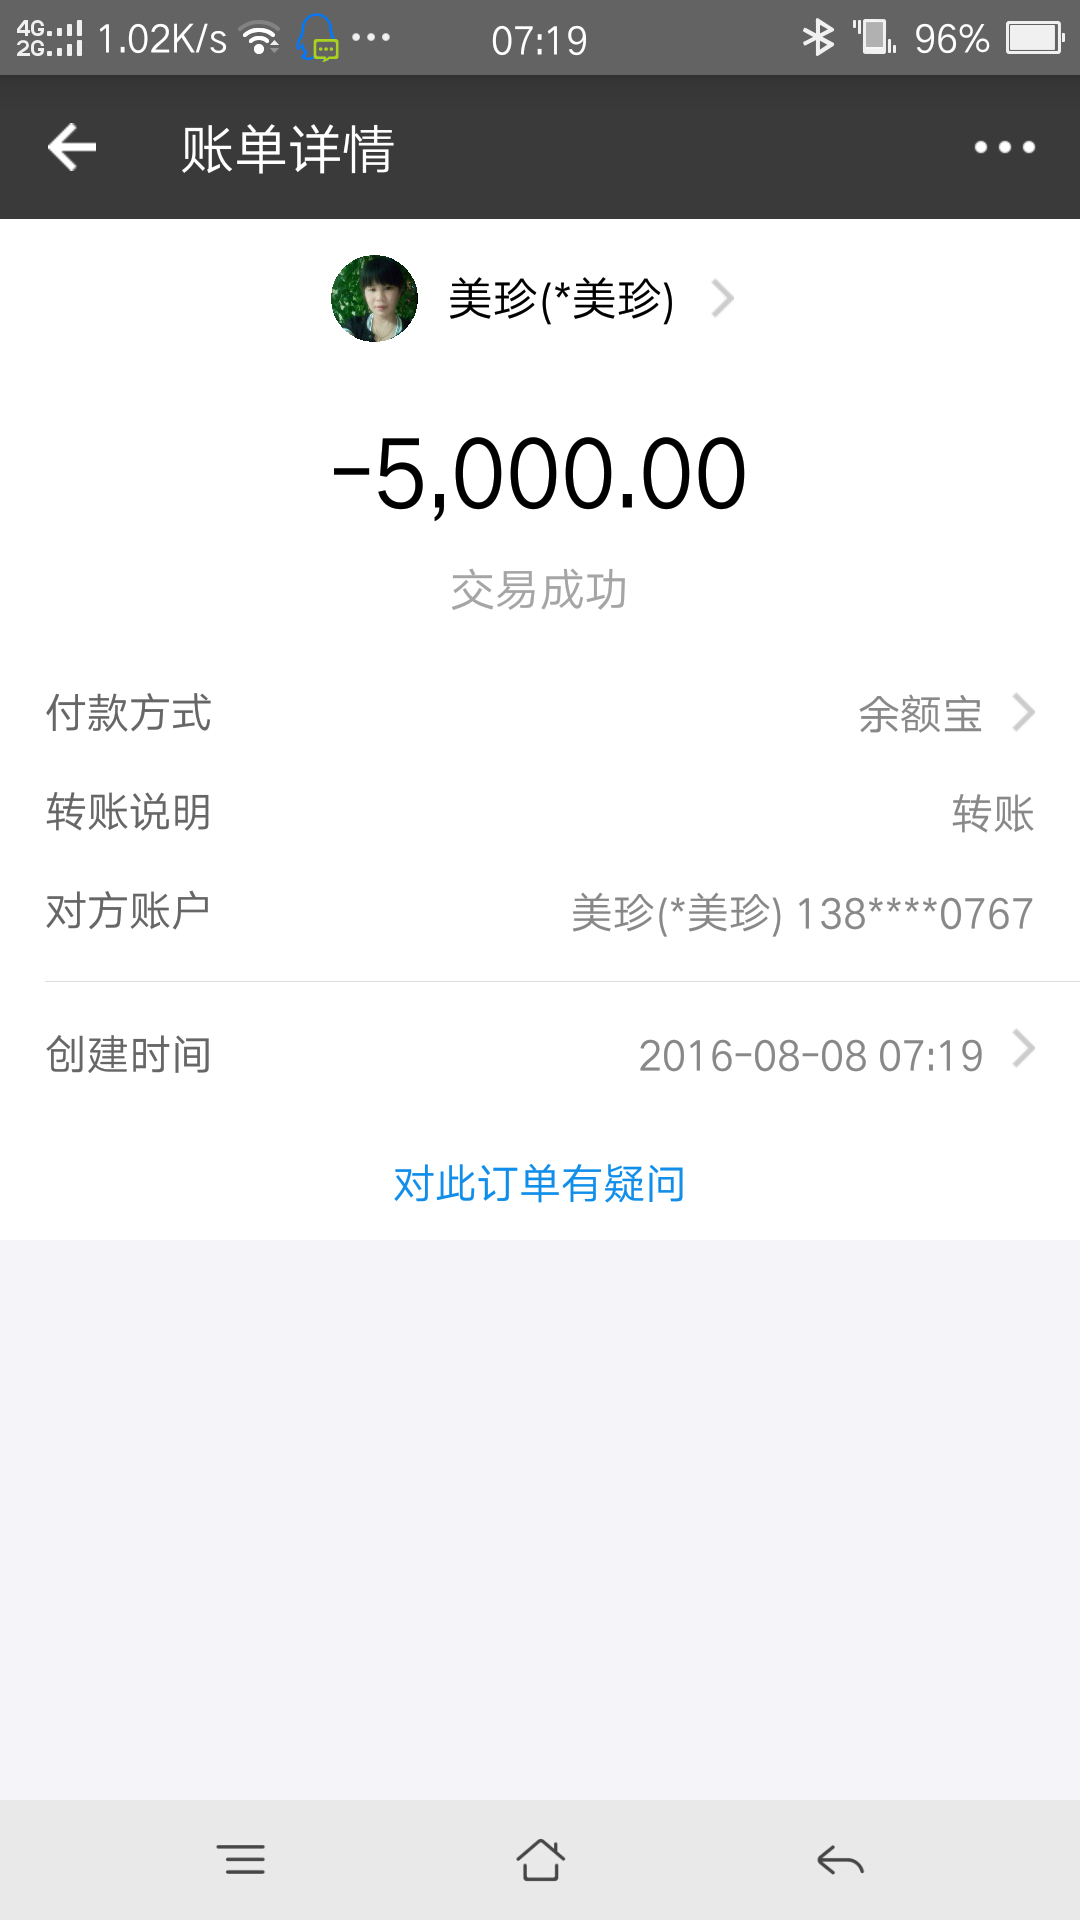 4G 2G 1.02K/s 07:19 96%
账单详情
美珍(*美珍)
-5,000.00
交易成功
付款方式 余额宝
转账说明 转账
对方账户 美珍(*美珍) 138****0767
创建时间 2016-08-08 07:19
对此订单有疑问